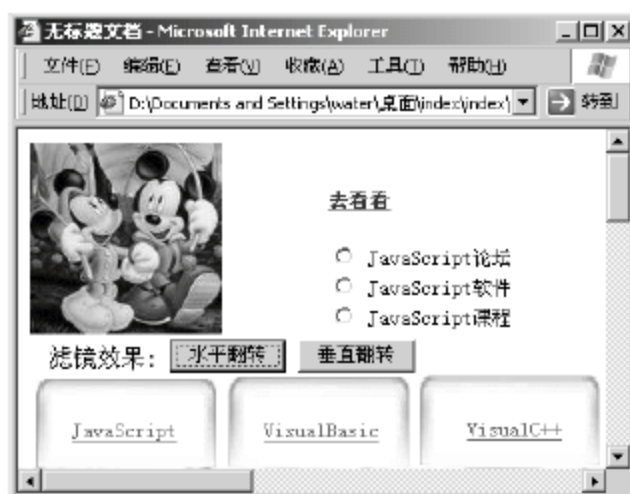 无标题文档 - Microsoft Internet Explorer
文件(F) 编辑(E) 查看(V) 收藏(A) 工具(T) 帮助(H)
地址(D) D:\Documents and Settings\water\桌面\index\index\ 转到
去看看
JavaScript论坛
JavaScript软件
JavaScript课程
滤镜效果: 水平翻转 垂直翻转
JavaScript VisualBasic VisualC++